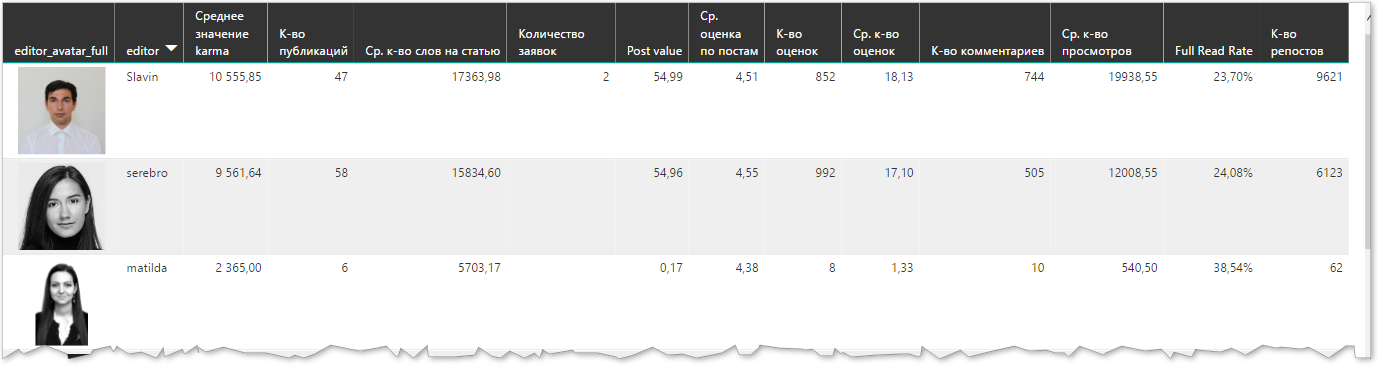 editor_avatar_full editor Среднее значение karma К-во публикаций Ср. к-во слов на статью Количество заявок Post value Ср. оценка по постам К-во оценок Ср. к-во оценок К-во комментариев Ср. к-во просмотров Full Read Rate К-во репостов
Slavin 10 555,85 47 17363,98 2 54,99 4,51 852 18,13 744 19938,55 23,70% 9621
serebro 9 561,64 58 15834,60 54,96 4,55 992 17,10 505 12008,55 24,08% 6123
matilda 2 365,00 6 5703,17 0,17 4,38 8 1,33 10 540,50 38,54% 62